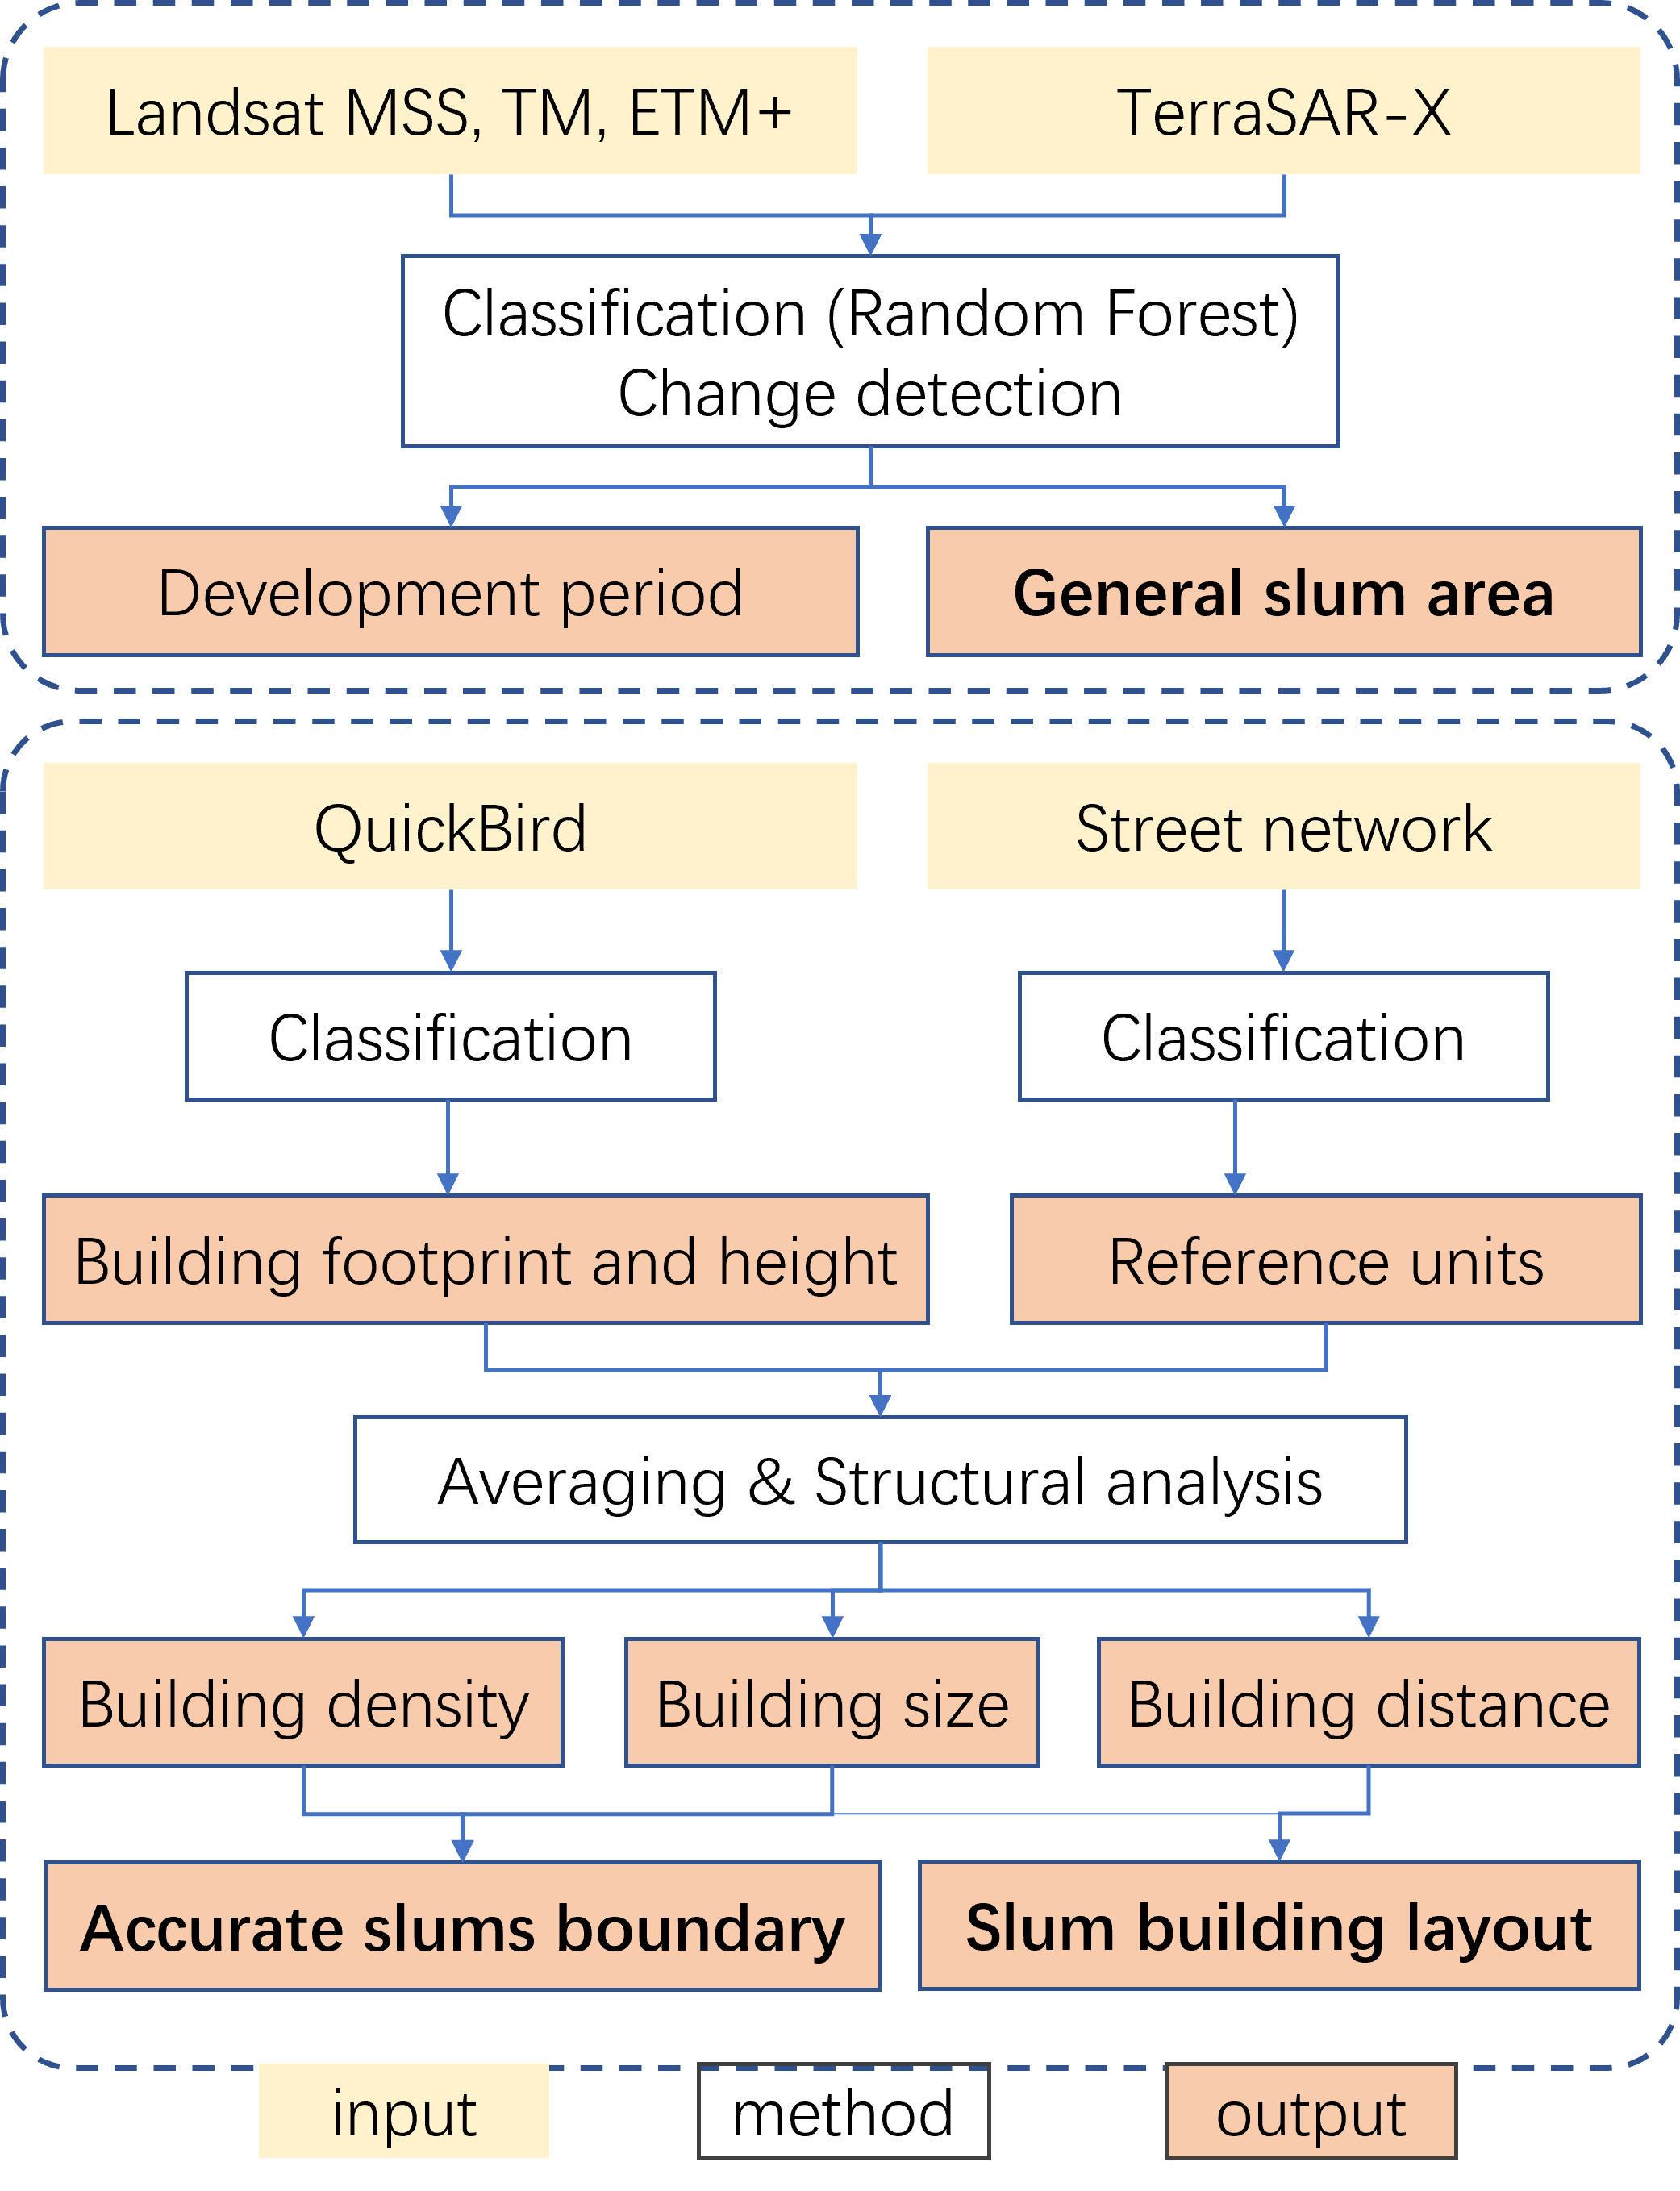 Landsat MSS, TM, ETM+
TerraSAR-X
Classification (Random Forest)
Change detection
Development period
General slum area
QuickBird
Street network
Classification
Classification
Building footprint and height
Reference units
Averaging & Structural analysis
Building density
Building size
Building distance
Accurate slums boundary
Slum building layout
input
method
output